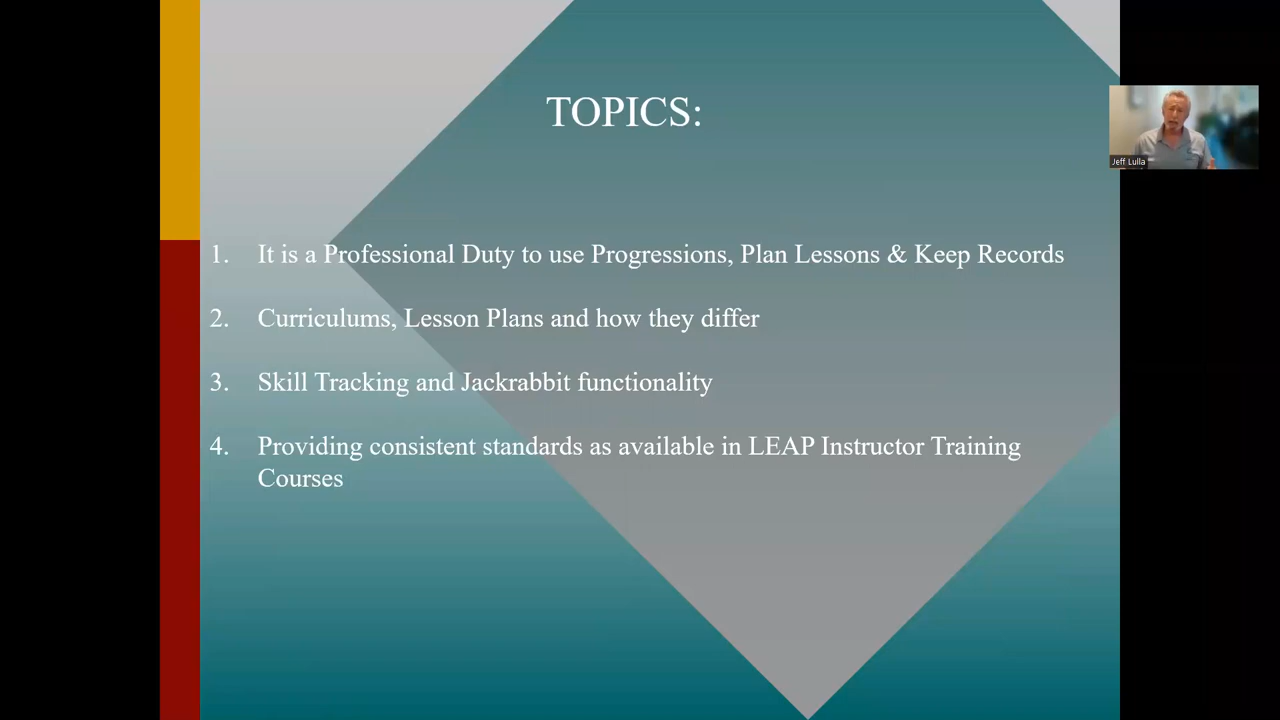 TOPICS:
1. It is a Professional Duty to use Progressions, Plan Lessons & Keep Records
2. Curriculums, Lesson Plans and how they differ
3. Skill Tracking and Jackrabbit functionality
4. Providing consistent standards as available in LEAP Instructor Training
Courses
Jeff Lulla